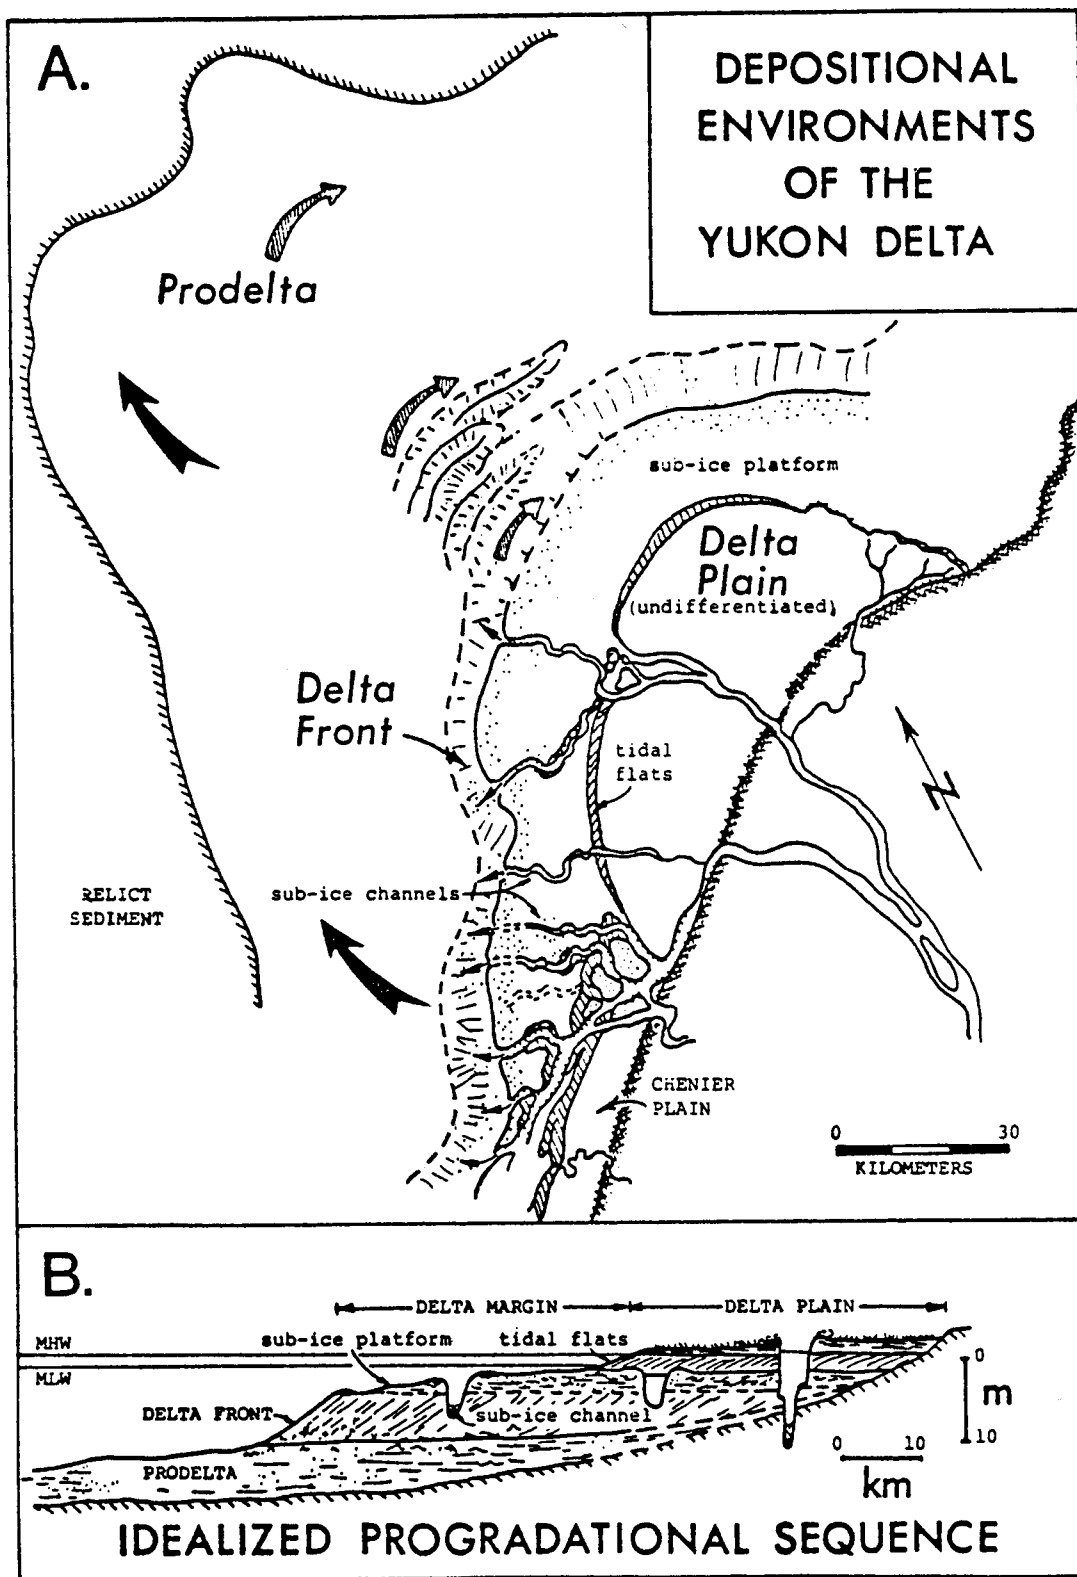 A.
DEPOSITIONAL
ENVIRONMENTS
OF THE
YUKON DELTA
Prodelta
sub-ice platform
Delta
Plain
(undifferentiated)
Delta
Front
tidal
flats
N
sub-ice channels
RELICT
SEDIMENT
CHENIER
PLAIN
0 30
KILOMETERS
B.
DELTA MARGIN
DELTA PLAIN
MHW
sub-ice platform
tidal flats
MLW
0
m
10
DELTA FRONT
sub-ice channel
PRODELTA
0 10
km
IDEALIZED PROGRADATIONAL SEQUENCE